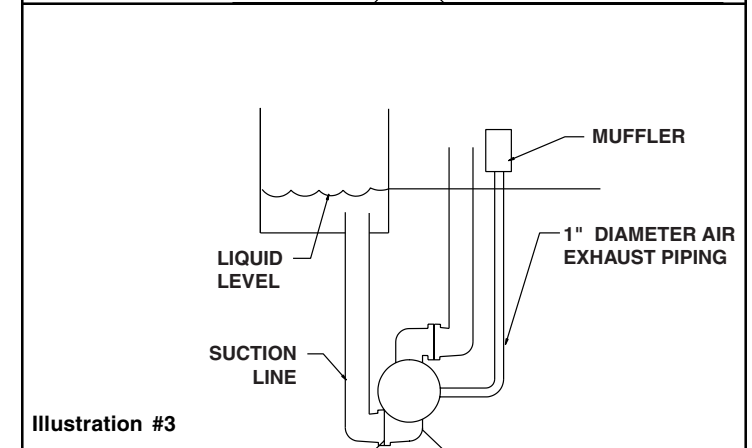 MUFFLER
1" DIAMETER AIR
EXHAUST PIPING
LIQUID
LEVEL
SUCTION
LINE
Illustration #3